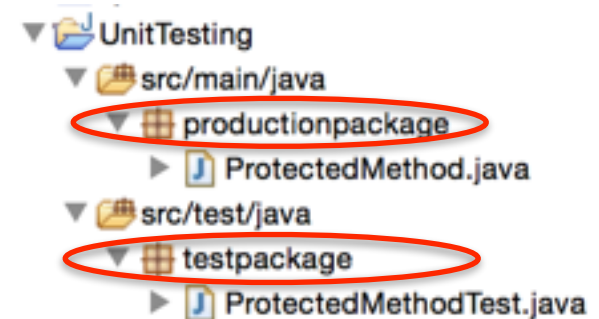 UnitTesting
src/main/java
productionpackage
ProtectedMethod.java
src/test/java
testpackage
ProtectedMethodTest.java